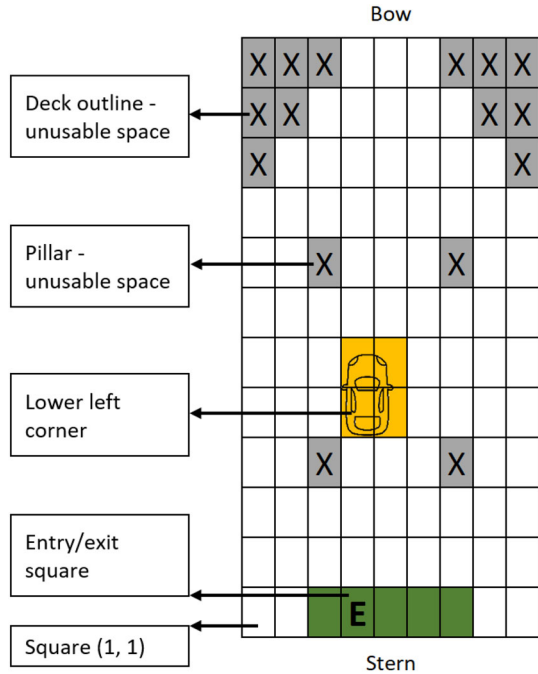 Bow
X X X X X X
Deck outline -
unusable space
X X X X
X X
Pillar -
unusable space
X X
Lower left
corner
X X
Entry/exit
square
E
Square (1, 1)
Stern